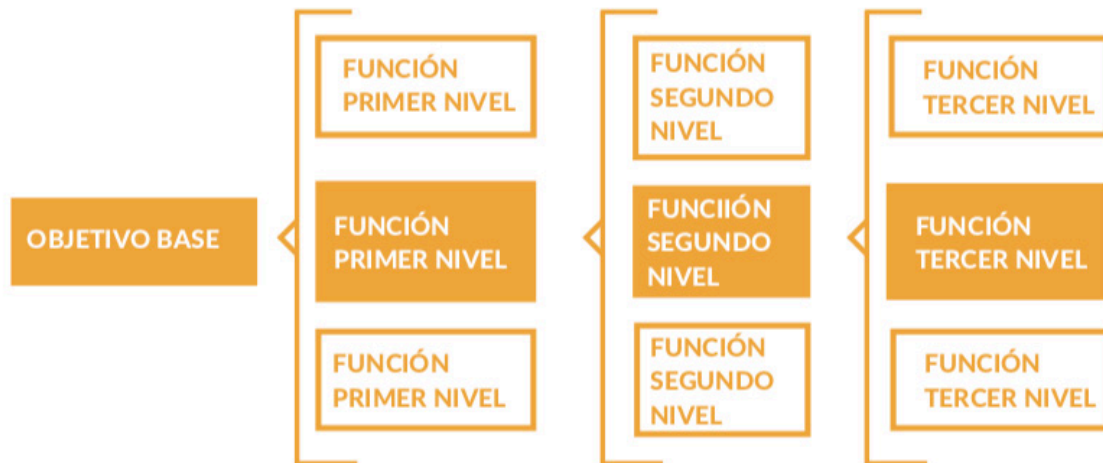 OBJETIVO BASE
FUNCIÓN
PRIMER NIVEL
FUNCIÓN
PRIMER NIVEL
FUNCIÓN
PRIMER NIVEL
FUNCIÓN
SEGUNDO
NIVEL
FUNCIIÓN
SEGUNDO
NIVEL
FUNCIÓN
SEGUNDO
NIVEL
FUNCIÓN
TERCER NIVEL
FUNCIÓN
TERCER NIVEL
FUNCIÓN
TERCER NIVEL